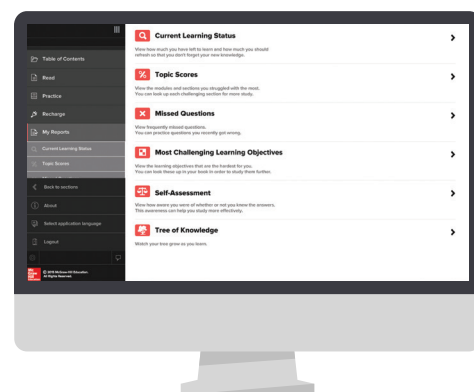 Table of Contents
Read
Practice
Recharge
My Reports
Current Learning Status
Topic Scores
Back to sections
About
Select application language
Logout
© 2015 McGraw-Hill Education
All Rights Reserved
Current Learning Status
View how much you have left to learn and how much you should
refresh so that you don't forget your new knowledge.
Topic Scores
View the modules and sections you struggled with the most.
You can look up each challenging section for more study.
Missed Questions
View frequently missed questions.
You can practice questions you recently got wrong.
Most Challenging Learning Objectives
View the learning objectives that are the hardest for you.
You can look these up in your book in order to study them further.
Self-Assessment
View how aware you were of whether or not you knew the answers.
This awareness can help you study more effectively.
Tree of Knowledge
Watch your tree grow as you learn.